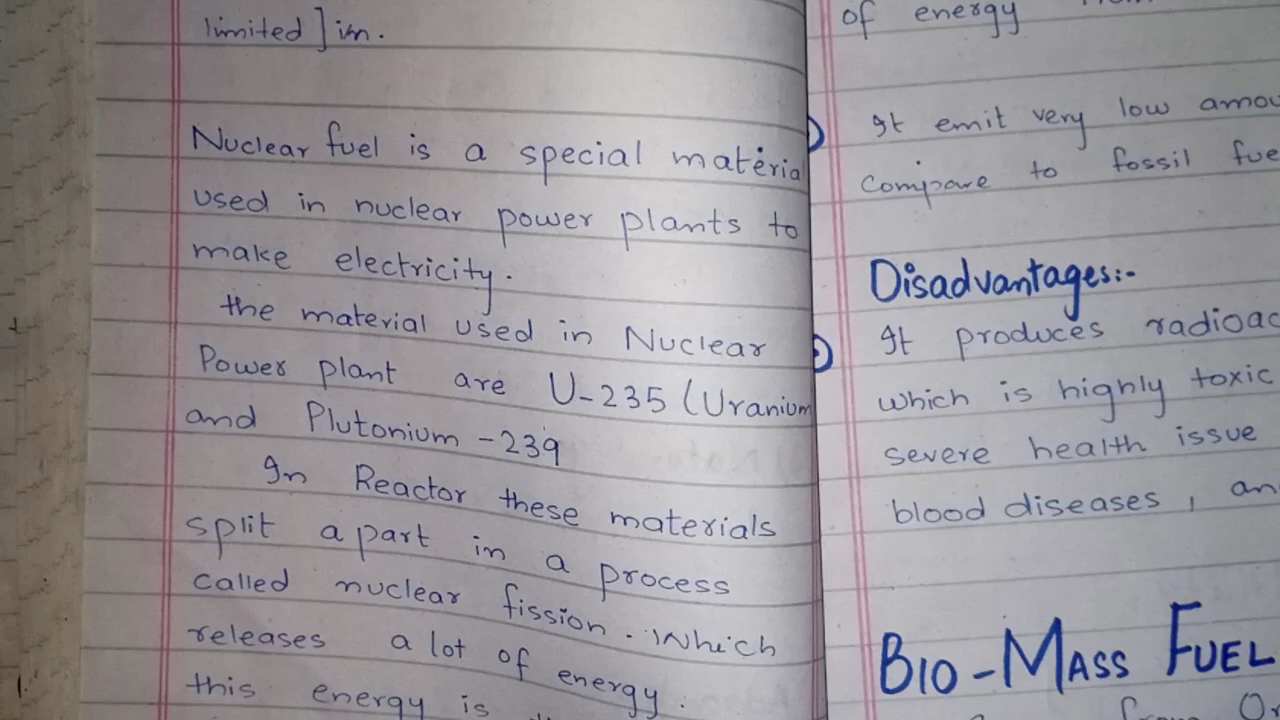 limited ] in.
Nuclear fuel is a special material
used in nuclear power plants to
make electricity.
the material used in Nuclear
Power plant are U-235 (Uranium
and Plutonium -239
In Reactor these materials
split a part in a process
called nuclear fission. Which
releases a lot of energy.
this energy is
of energy
It emit very low amou
compare to fossil fue
Disadvantages:-
It produces radioac
which is highly toxic
severe health issue
blood diseases, an
BIO-MASS FUEL